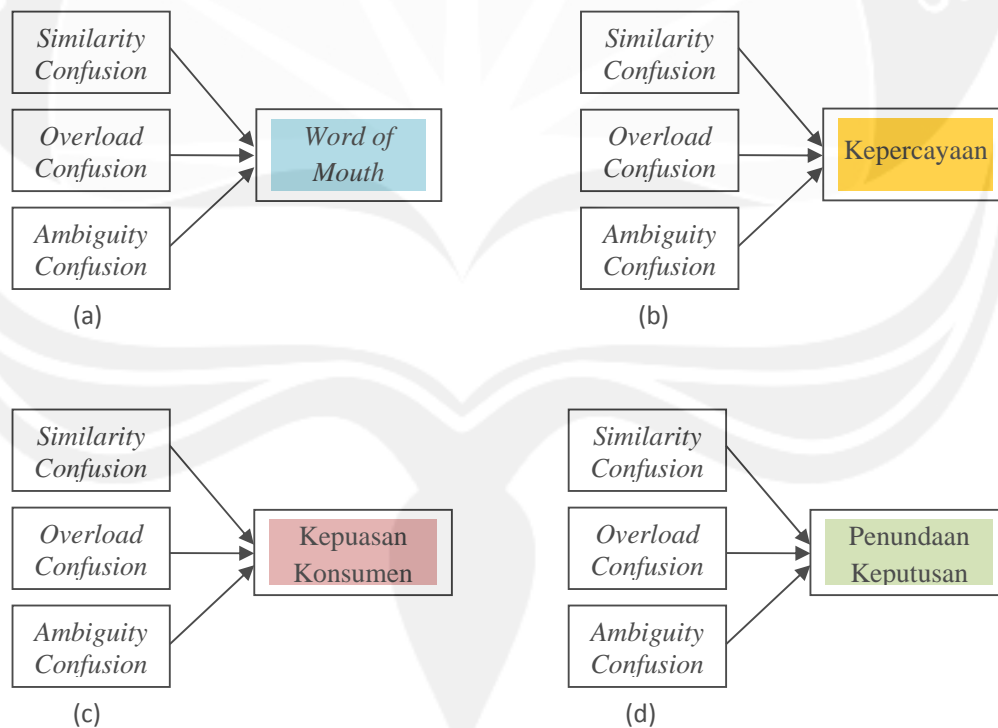 Similarity
Confusion
Overload
Confusion
Ambiguity
Confusion
Word of
Mouth
(a)
Similarity
Confusion
Overload
Confusion
Ambiguity
Confusion
Kepercayaan
(b)
Similarity
Confusion
Overload
Confusion
Ambiguity
Confusion
Kepuasan
Konsumen
(c)
Similarity
Confusion
Overload
Confusion
Ambiguity
Confusion
Penundaan
Keputusan
(d)